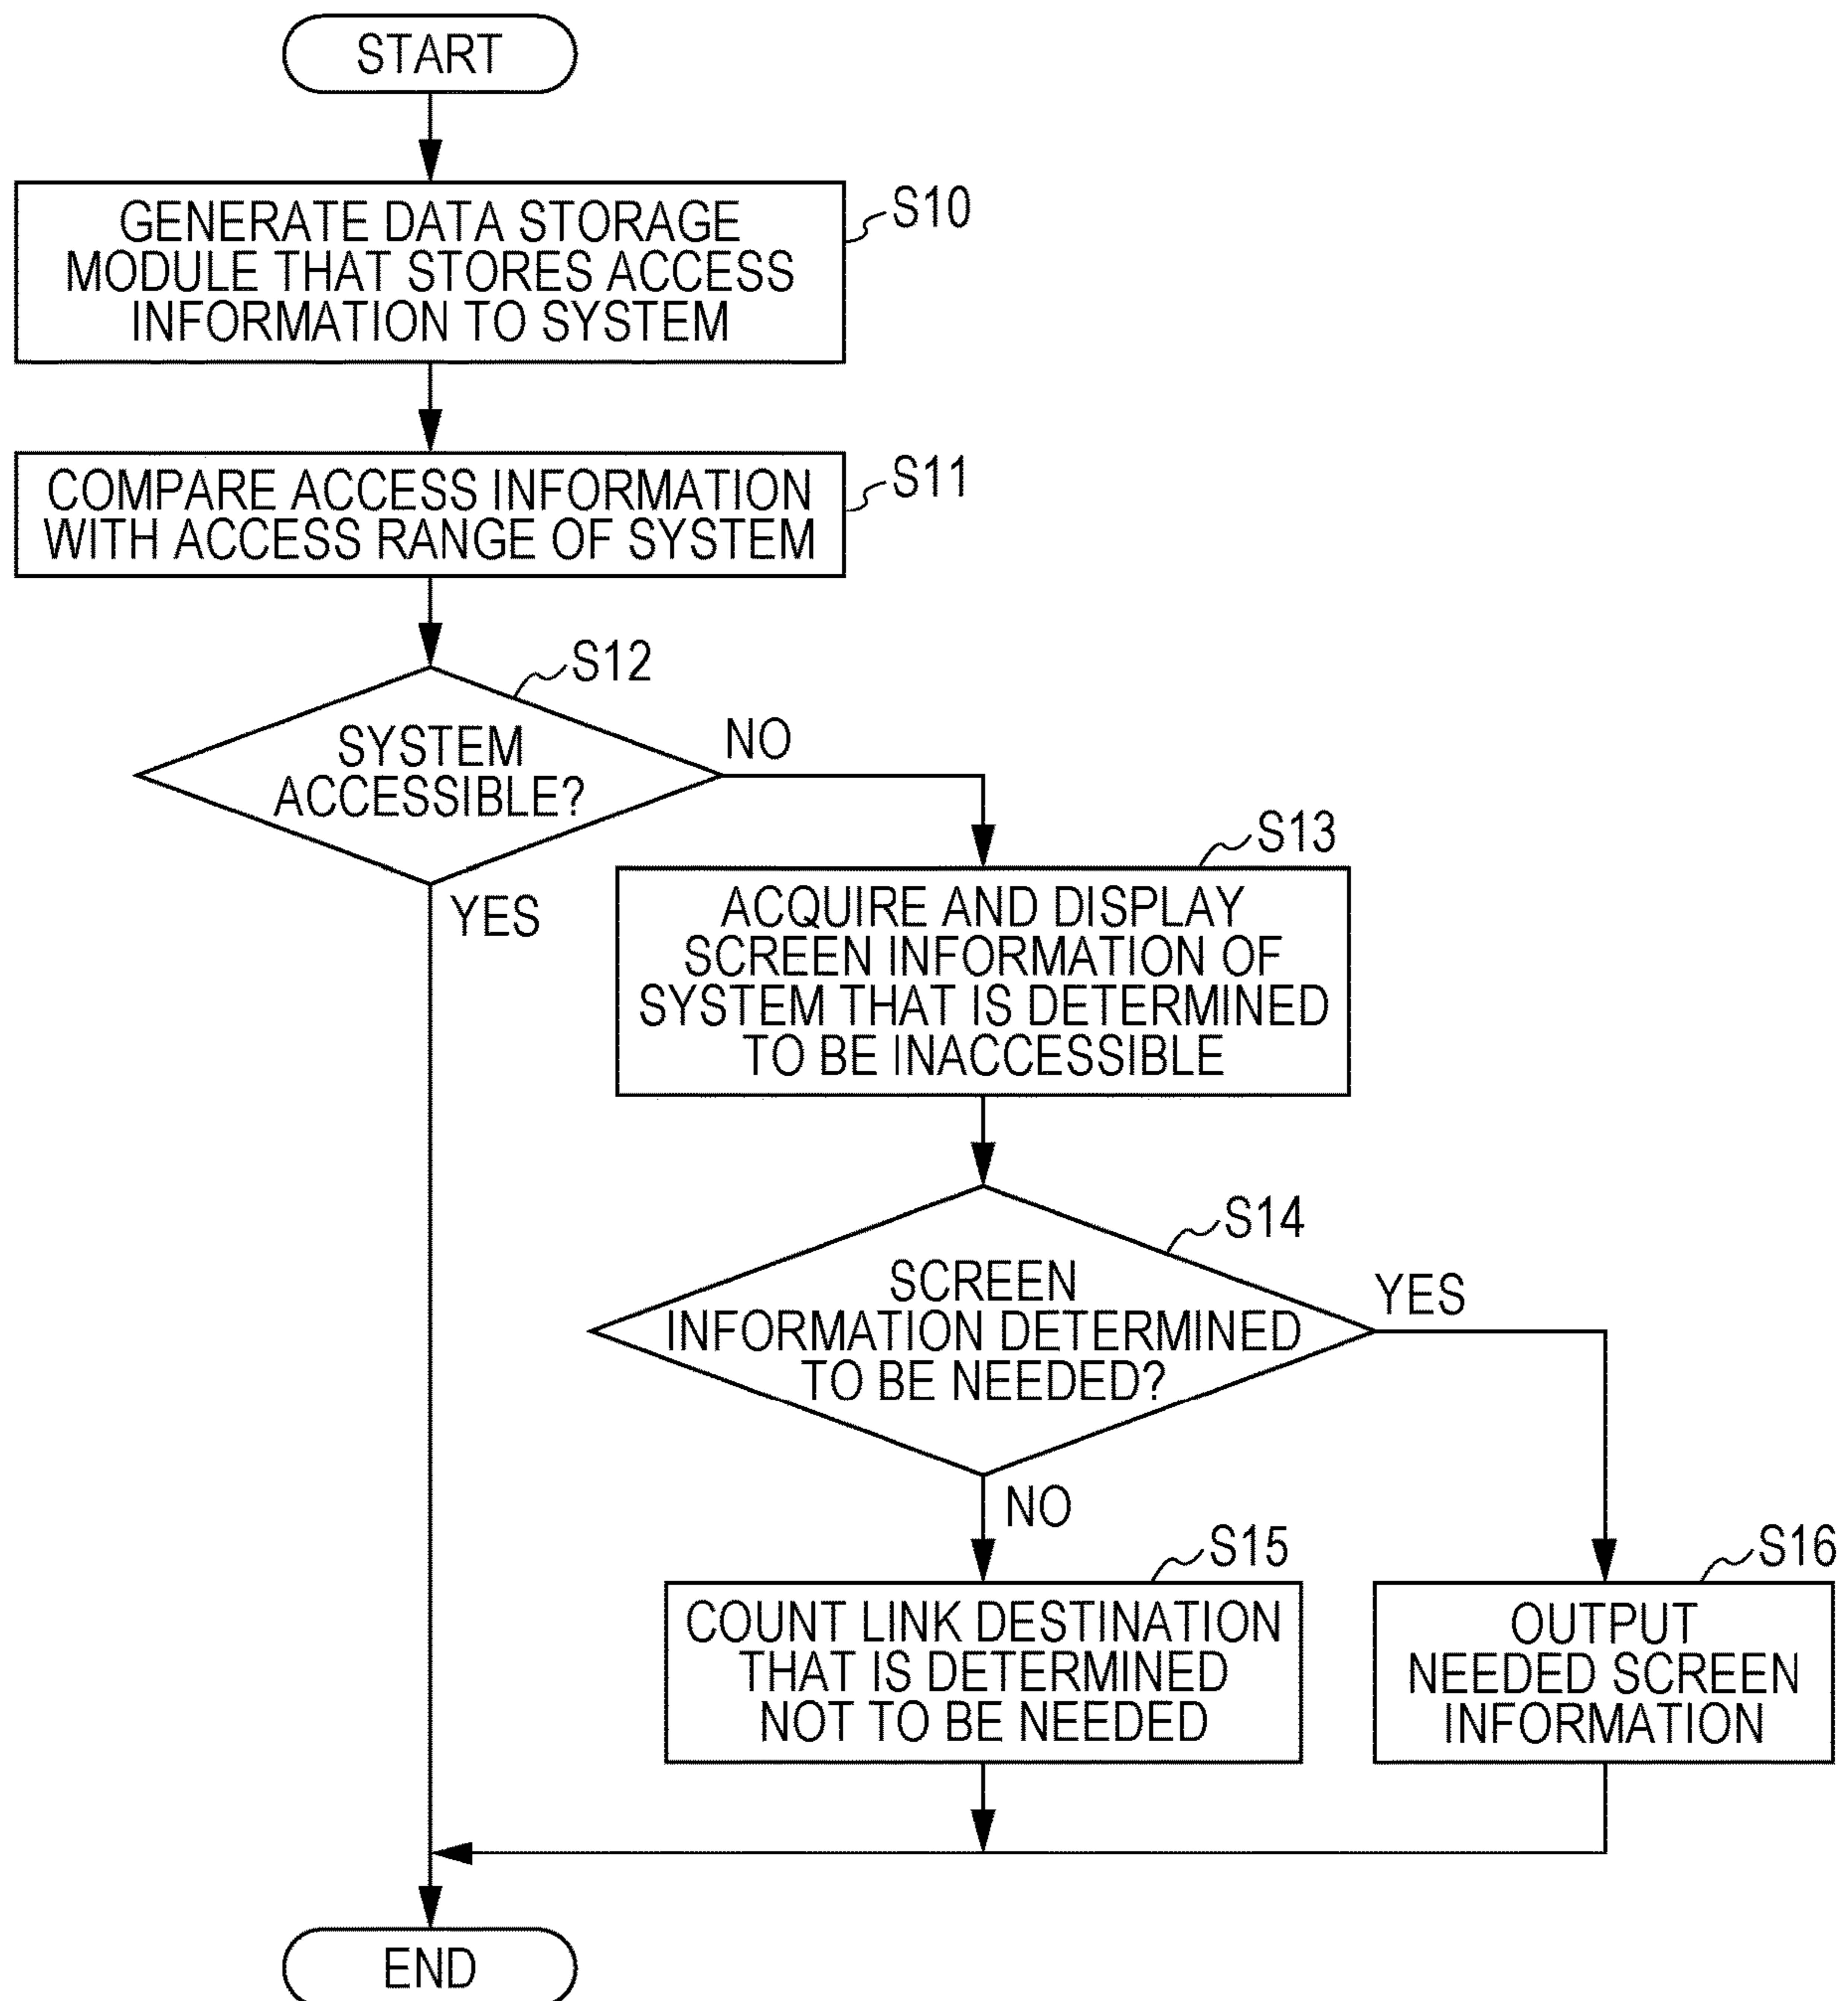 START
GENERATE DATA STORAGE
MODULE THAT STORES ACCESS
INFORMATION TO SYSTEM
S10
COMPARE ACCESS INFORMATION
WITH ACCESS RANGE OF SYSTEM
S11
S12
SYSTEM
ACCESSIBLE?
NO
YES
S13
ACQUIRE AND DISPLAY
SCREEN INFORMATION OF
SYSTEM THAT IS DETERMINED
TO BE INACCESSIBLE
S14
SCREEN
INFORMATION DETERMINED
TO BE NEEDED?
YES
NO
S15
COUNT LINK DESTINATION
THAT IS DETERMINED
NOT TO BE NEEDED
S16
OUTPUT
NEEDED SCREEN
INFORMATION
END